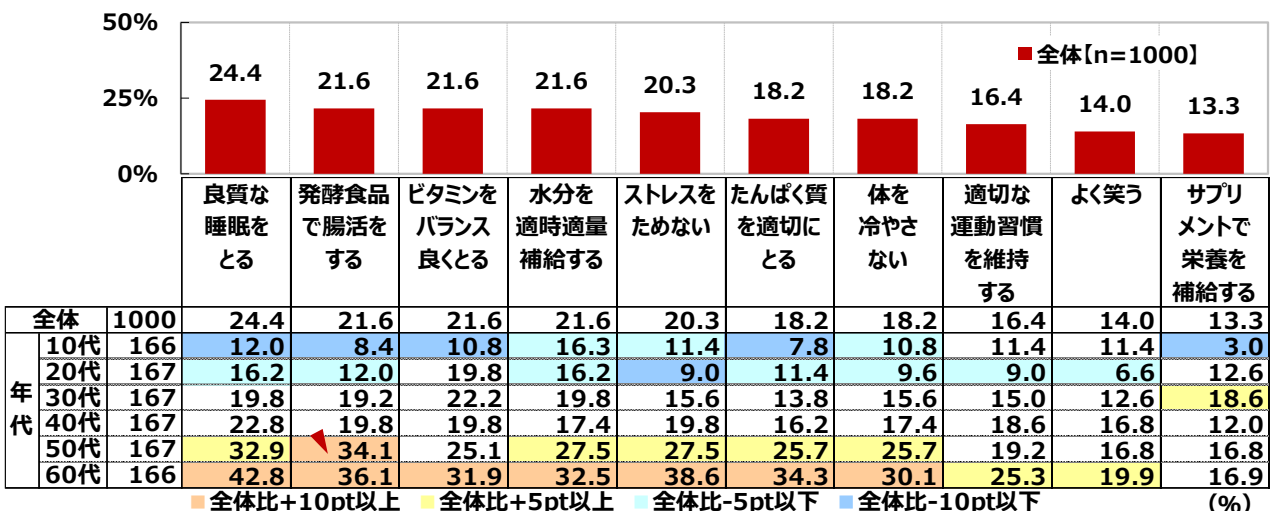 50%
25%
0%
全体【n=1000】
24.4 21.6 21.6 21.6 20.3 18.2 18.2 16.4 14.0 13.3
良質な 発酵食品 ビタミンを 水分を ストレスを たんぱく質 体を 適切な よく笑う サプリ
睡眠を で腸活を バランス 適時適量 ためない を適切に 冷やさ 運動習慣 メントで
とる する 良くとる 補給する とる ない を維持 栄養を
する 補給する
全体 1000 24.4 21.6 21.6 21.6 20.3 18.2 18.2 16.4 14.0 13.3
年代
10代 166 12.0 8.4 10.8 16.3 11.4 7.8 10.8 11.4 11.4 3.0
20代 167 16.2 12.0 19.8 16.2 9.0 11.4 9.6 9.0 6.6 12.6
30代 167 19.8 19.2 22.2 19.8 15.6 13.8 15.6 15.0 12.6 18.6
40代 167 22.8 19.8 19.8 17.4 19.8 16.2 17.4 18.6 16.8 12.0
50代 167 32.9 34.1 25.1 27.5 27.5 25.7 25.7 19.2 16.8 16.8
60代 166 42.8 36.1 31.9 32.5 38.6 34.3 30.1 25.3 19.9 16.9
全体比+10pt以上 全体比+5pt以上 全体比-5pt以下 全体比-10pt以下 (%)